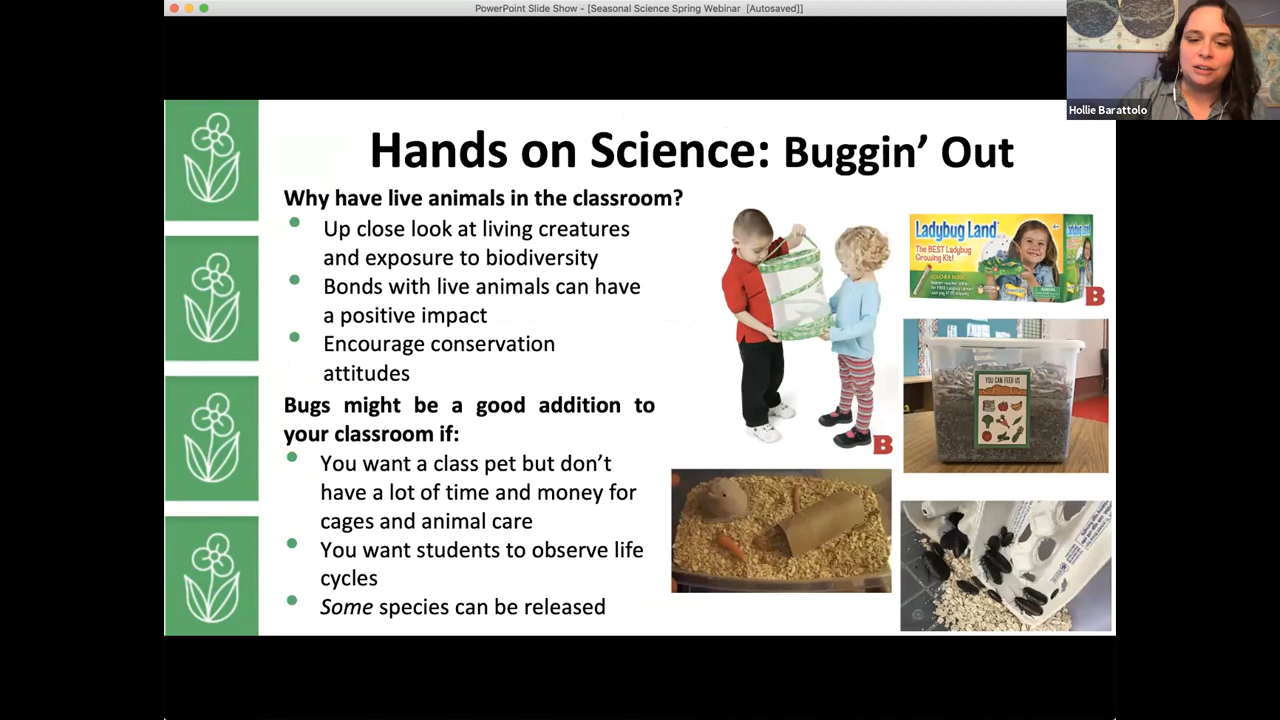 PowerPoint Slide Show - [Seasonal Science Spring Webinar [Autosaved]]
Hollie Barattolo
Hands on Science: Buggin’ Out
Why have live animals in the classroom?
Up close look at living creatures
and exposure to biodiversity
Bonds with live animals can have
a positive impact
Encourage conservation
attitudes
Bugs might be a good addition to
your classroom if:
You want a class pet but don’t
have a lot of time and money for
cages and animal care
You want students to observe life
cycles
Some species can be released
B
Ladybug Land
The BEST Ladybug
Growing Kit!
Ladybug
Land
B
YOU CAN FEED US